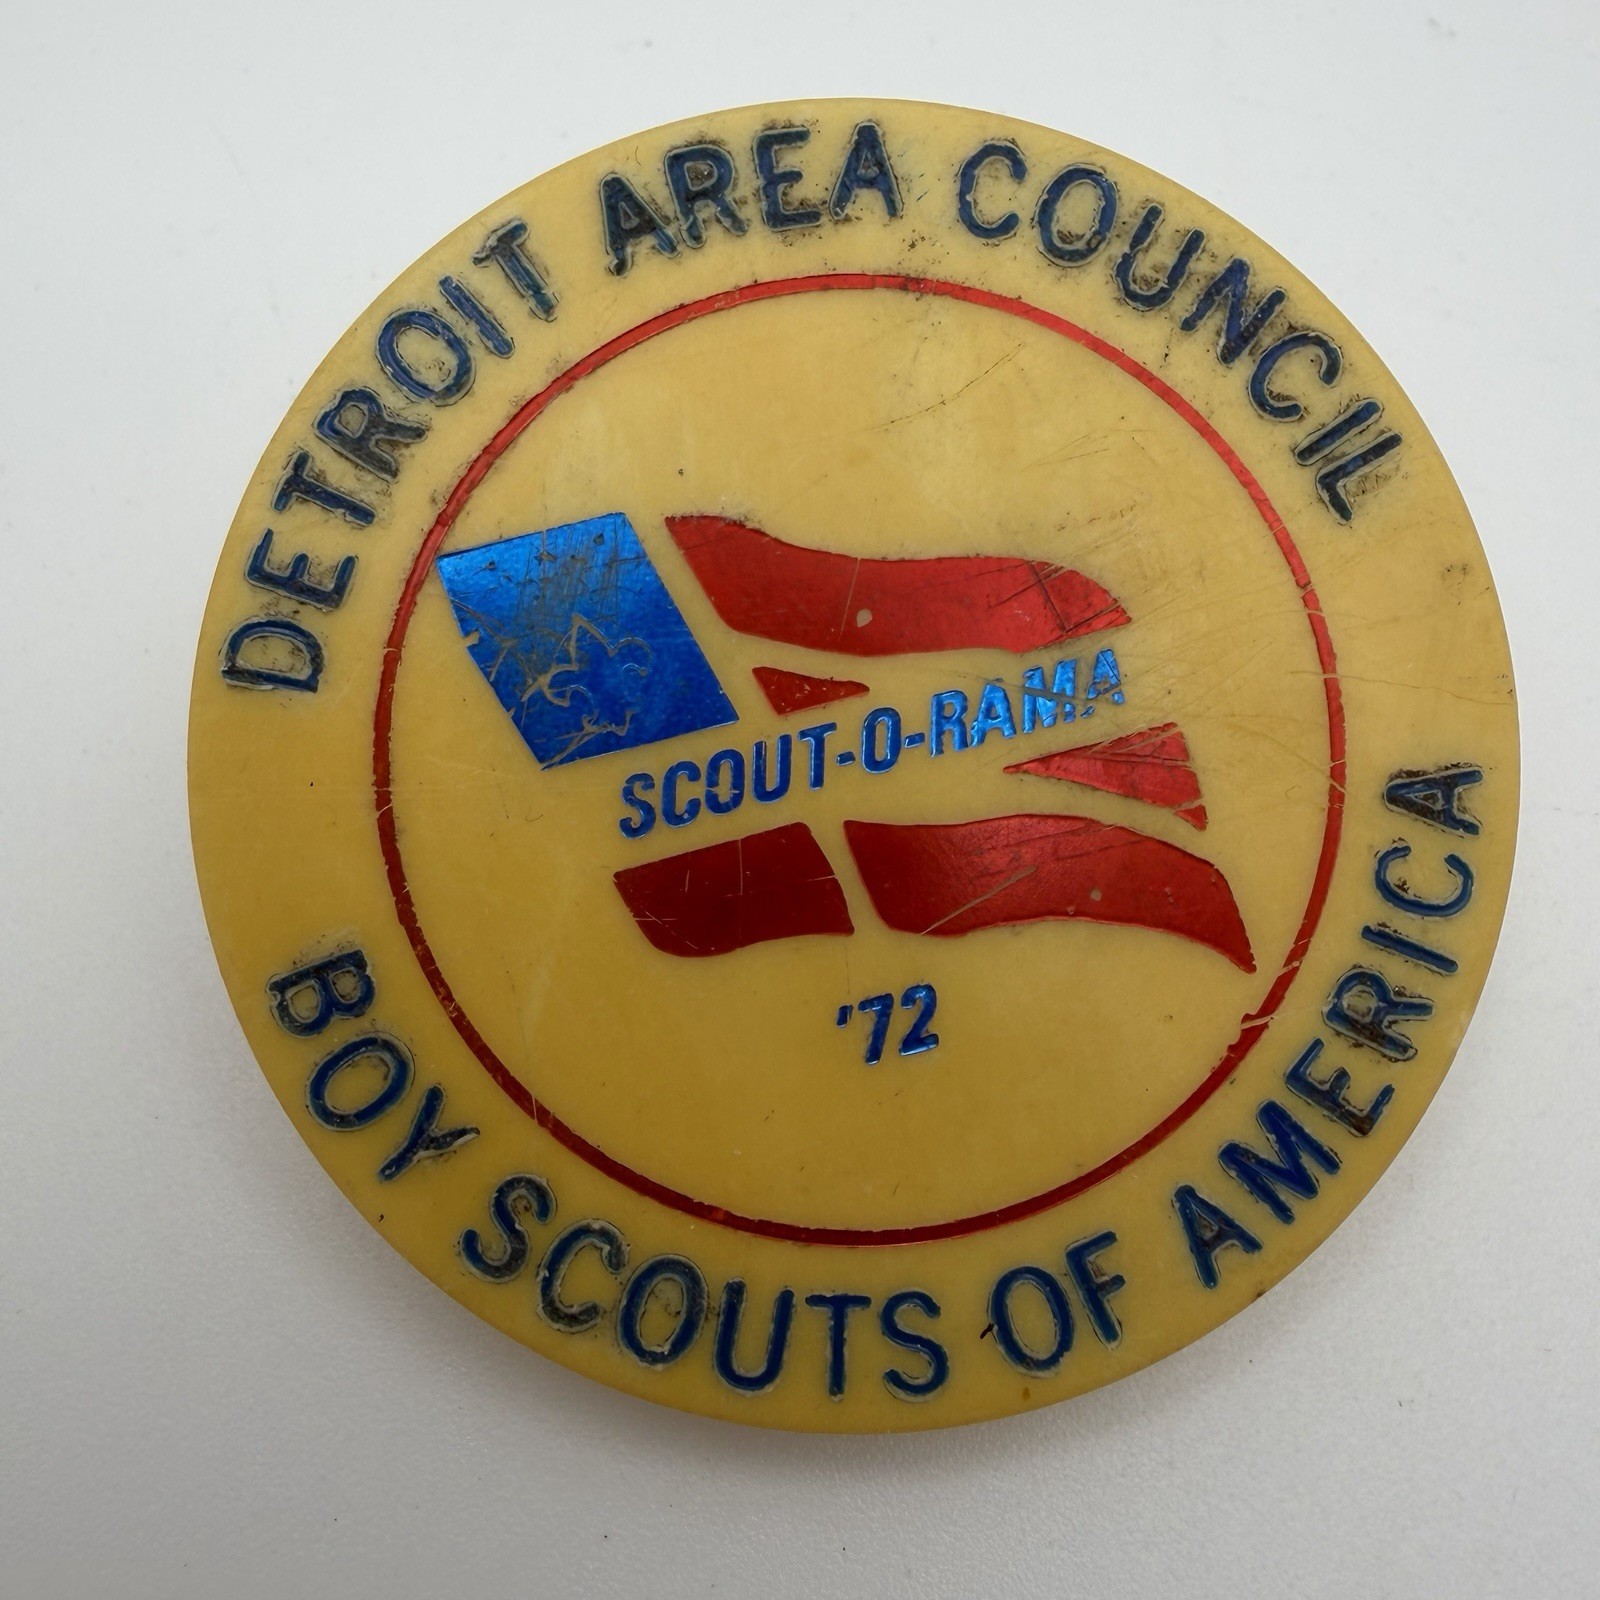 DETROIT AREA COUNCIL
SCOUT-O-RAMA
'72
BOY SCOUTS OF AMERICA